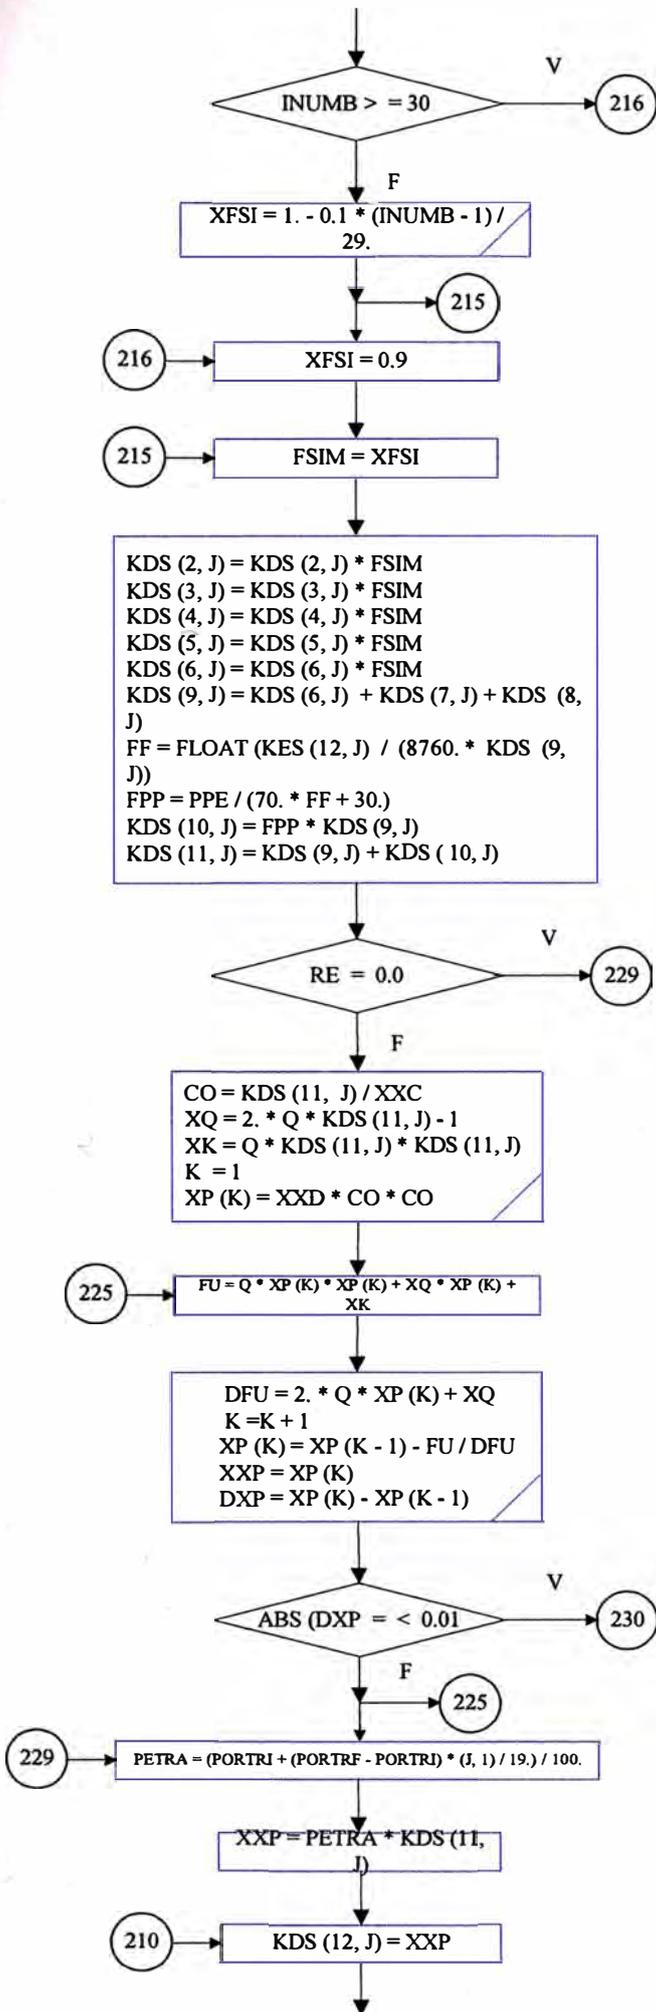 INUMB > = 30
V
216
F
XFSI = 1. - 0.1 * (INUMB - 1) /
29.
215
216
XFSI = 0.9
215
FSIM = XFSI
KDS (2, J) = KDS (2, J) * FSIM
KDS (3, J) = KDS (3, J) * FSIM
KDS (4, J) = KDS (4, J) * FSIM
KDS (5, J) = KDS (5, J) * FSIM
KDS (6, J) = KDS (6, J) * FSIM
KDS (9, J) = KDS (6, J) + KDS (7, J) + KDS (8,
J)
FF = FLOAT (KES (12, J) / (8760. * KDS (9,
J))
FPP = PPE / (70. * FF + 30.)
KDS (10, J) = FPP * KDS (9, J)
KDS (11, J) = KDS (9, J) + KDS ( 10, J)
RE = 0.0
V
229
F
CO = KDS (11, J) / XXC
XQ = 2. * Q * KDS (11, J) - 1
XK = Q * KDS (11, J) * KDS (11, J)
K = 1
XP (K) = XXD * CO * CO
225
FU = Q * XP (K) * XP (K) + XQ * XP (K) +
XK
DFU = 2. * Q * XP (K) + XQ
K =K + 1
XP (K) = XP (K - 1) - FU / DFU
XXP = XP (K)
DXP = XP (K) - XP (K - 1)
ABS (DXP = < 0.01
V
230
F
225
229
PETRA = (PORTRI + (PORTRF - PORTRI) * (J, 1) / 19.) / 100.
XXP = PETRA * KDS (11,
J)
210
KDS (12, J) = XXP